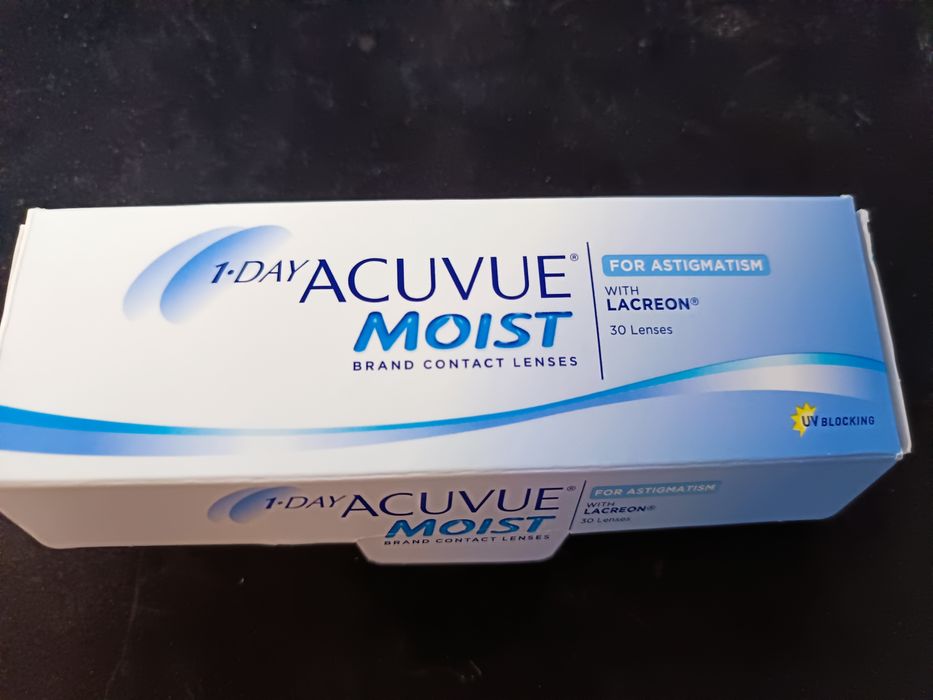 1·DAY ACUVUE®
MOIST
BRAND CONTACT LENSES
FOR ASTIGMATISM
WITH
LACREON®
30 Lenses
UV BLOCKING
1·DAY ACUVUE®
MOIST
BRAND CONTACT LENSES
FOR ASTIGMATISM
WITH
LACREON®
30 Lenses